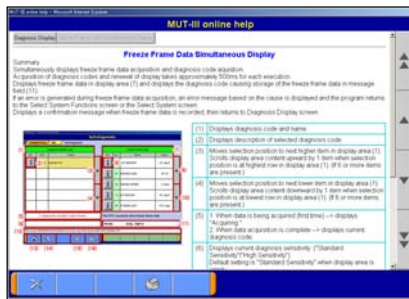 MUT-III online help - Microsoft Internet Explorer
MUT-III online help
Diagnosis Display
Freeze Frame Data Simultaneous Display
Summary
Simultaneously displays freeze frame data acquisition and diagnosis code aquisition.
Acquisition of diagnosis codes and renewal of display takes approximately 500ms for each execution.
Displays freeze frame data in display area (7) and displays the diagnosis code causing storage of the freeze frame data in message
field (11).
If an error is generated during freeze frame data acquisition, an error message based on the cause is displayed and the program returns
to the Select System Functions screen or the Select System screen.
Displays a confirmation message when freeze frame data is recorded, then returns to Diagnosis Display screen.
(1) Displays diagnosis code and name
(2) Displays description of selected diagnosis code.
(3) Moves selection position to next higher item in display area (1).
Scrolls display area content upward by 1 item when selection
position is at highest row in display area (1). (If 6 or more items
are present.)
(4) Moves selection position to next lower item in display area (1).
Scrolls display area content downward by 1 item when selection
position is at lowest row in display area (1). (If 6 or more items
are present.)
(5) 1. When data is being acquired (first time) --> displays
"Acquiring."
2. When data acquisition is complete --> displays current
diagnosis code.
(6) Displays current diagnosis sensitivity. ("Standard
Sensitivity"/"High Sensitivity")
Default setting is "Standard Sensitivity" when display area is